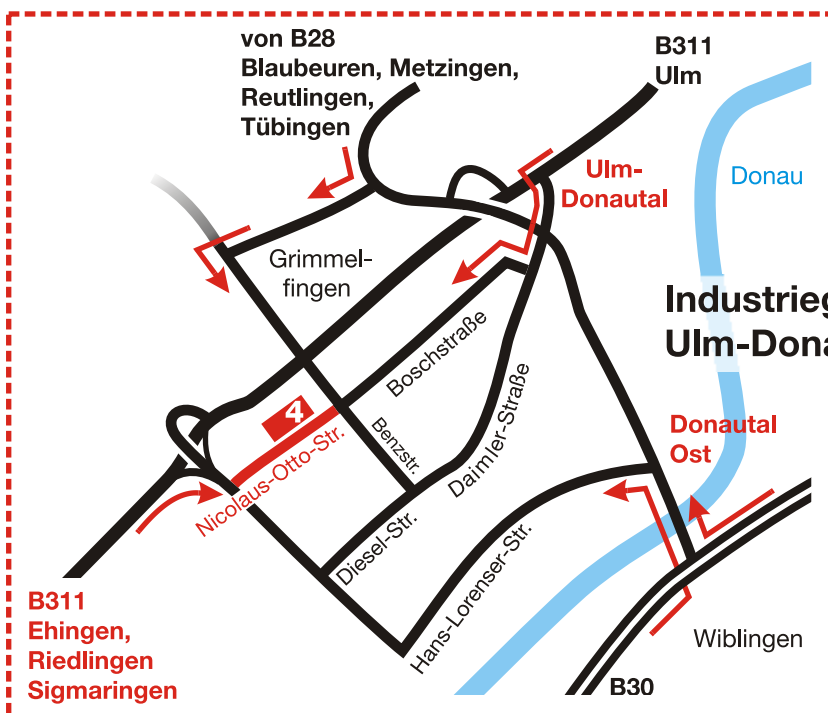 von B28
Blaubeuren, Metzingen,
Reutlingen,
Tübingen
B311
Ulm
Ulm-
Donautal
Donau
Grimmel-
fingen
Industrieg
Ulm-Dona
Boschstraße
4
Nicolaus-Otto-Str.
Benzstr.
Daimler-Straße
Donautal
Ost
Diesel-Str.
Hans-Lorenser-Str.
B311
Ehingen,
Riedlingen
Sigmaringen
Wiblingen
B30